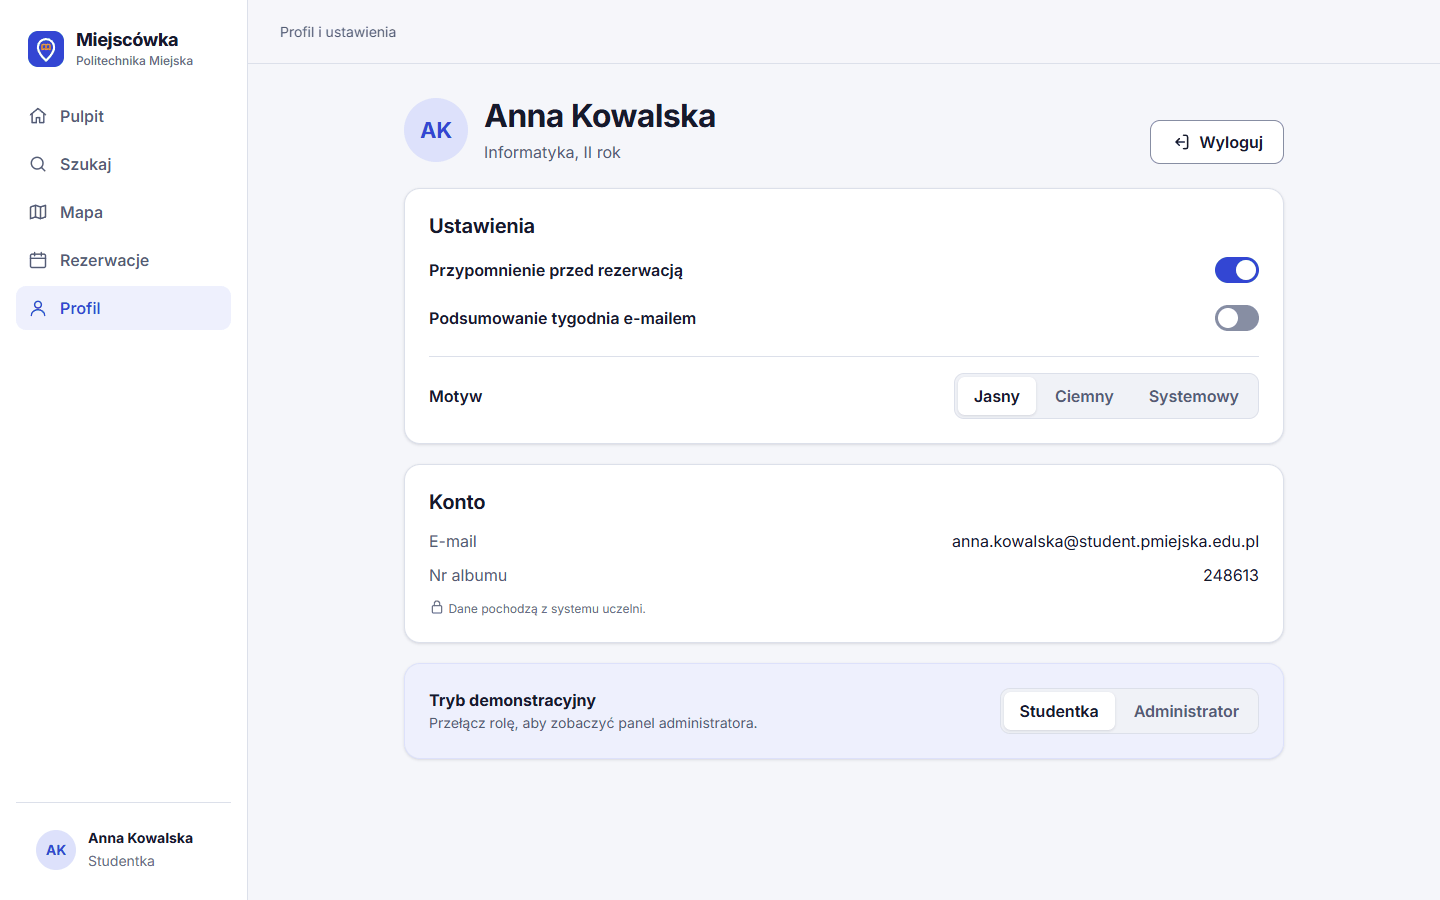 Miejscówka
Politechnika Miejska
Pulpit
Szukaj
Mapa
Rezerwacje
Profil
AK
Anna Kowalska
Studentka
Profil i ustawienia
AK
Anna Kowalska
Informatyka, II rok
Wyloguj
Ustawienia
Przypomnienie przed rezerwacją
Podsumowanie tygodnia e-mailem
Motyw
Jasny Ciemny Systemowy
Konto
E-mail anna.kowalska@student.pmiejska.edu.pl
Nr albumu 248613
Dane pochodzą z systemu uczelni.
Tryb demonstracyjny
Przełącz rolę, aby zobaczyć panel administratora.
Studentka Administrator